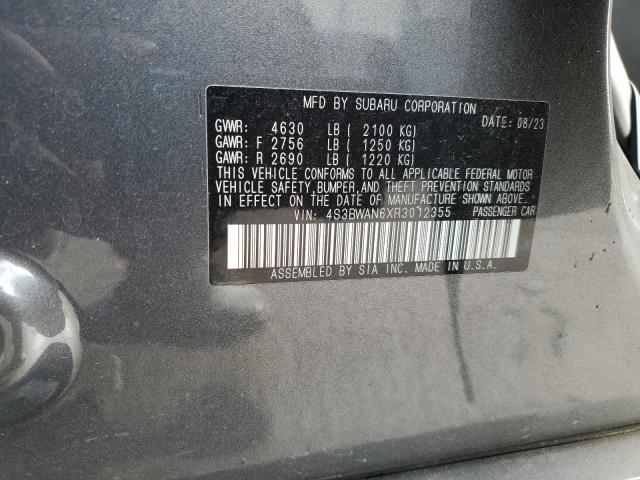 MFD BY SUBARU CORPORATION
DATE: 08/23
GVWR: 4630 LB ( 2100 KG)
GAWR: F 2756 LB ( 1250 KG)
GAWR: R 2690 LB ( 1220 KG)
THIS VEHICLE CONFORMS TO ALL APPLICABLE FEDERAL MOTOR
VEHICLE SAFETY, BUMPER, AND THEFT PREVENTION STANDARDS
IN EFFECT ON THE DATE OF MANUFACTURE SHOWN ABOVE.
VIN: 4S3BWAN6XR3012355 PASSENGER CAR
ASSEMBLED BY SIA INC. MADE IN U.S.A.